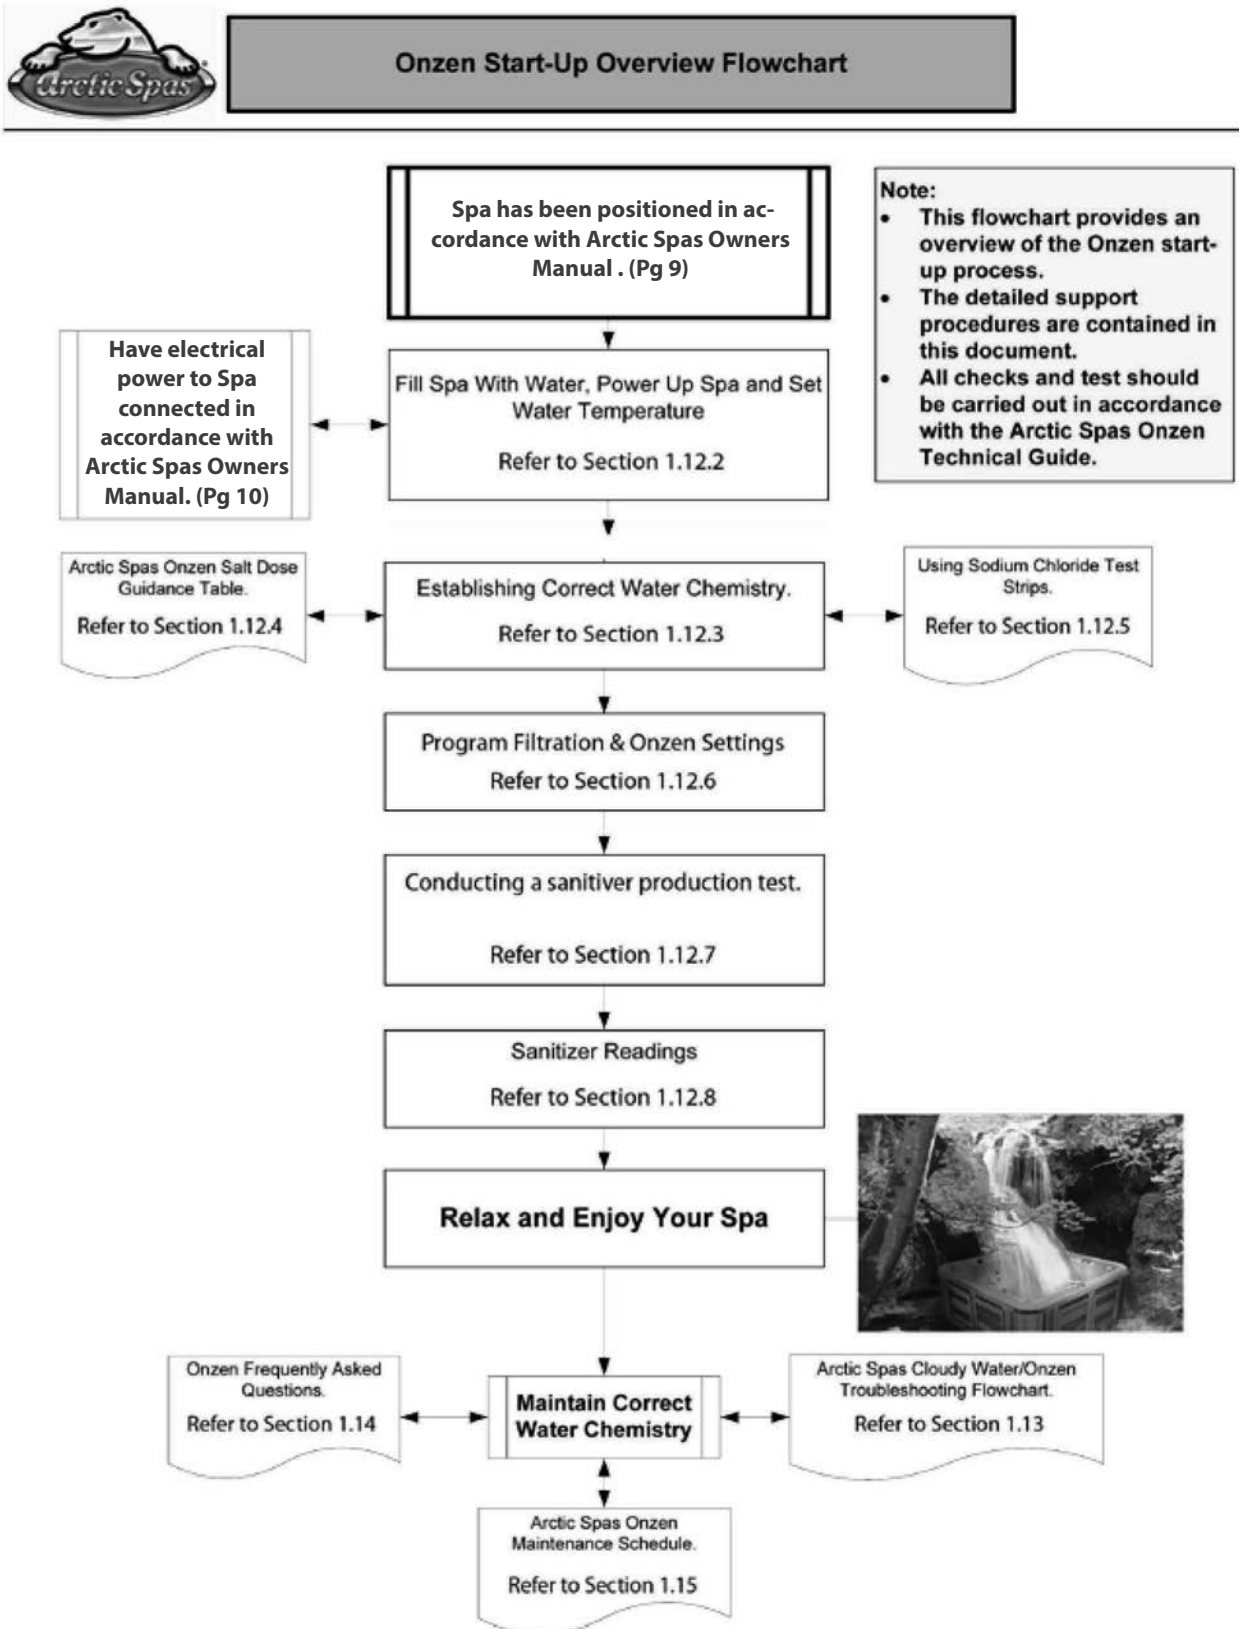 Arctic Spas
Onzen Start-Up Overview Flowchart
Spa has been positioned in ac-
cordance with Arctic Spas Owners
Manual . (Pg 9)
Note:
• This flowchart provides an
overview of the Onzen start-
up process.
• The detailed support
procedures are contained in
this document.
• All checks and test should
be carried out in accordance
with the Arctic Spas Onzen
Technical Guide.
Have electrical
power to Spa
connected in
accordance with
Arctic Spas Owners
Manual. (Pg 10)
Fill Spa With Water, Power Up Spa and Set
Water Temperature
Refer to Section 1.12.2
Arctic Spas Onzen Salt Dose
Guidance Table.
Refer to Section 1.12.4
Establishing Correct Water Chemistry.
Refer to Section 1.12.3
Using Sodium Chloride Test
Strips.
Refer to Section 1.12.5
Program Filtration & Onzen Settings
Refer to Section 1.12.6
Conducting a sanitiver production test.
Refer to Section 1.12.7
Sanitizer Readings
Refer to Section 1.12.8
Relax and Enjoy Your Spa
Onzen Frequently Asked
Questions.
Refer to Section 1.14
Maintain Correct
Water Chemistry
Arctic Spas Cloudy Water/Onzen
Troubleshooting Flowchart.
Refer to Section 1.13
Arctic Spas Onzen
Maintenance Schedule.
Refer to Section 1.15